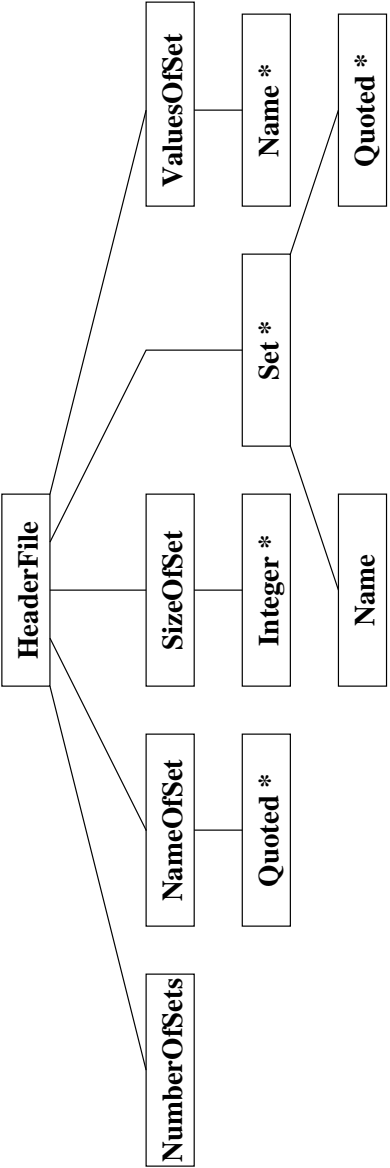 HeaderFile
NumberOfSets
NameOfSet
SizeOfSet
ValuesOfSet
Quoted *
Integer *
Set *
Name *
Name
Quoted *